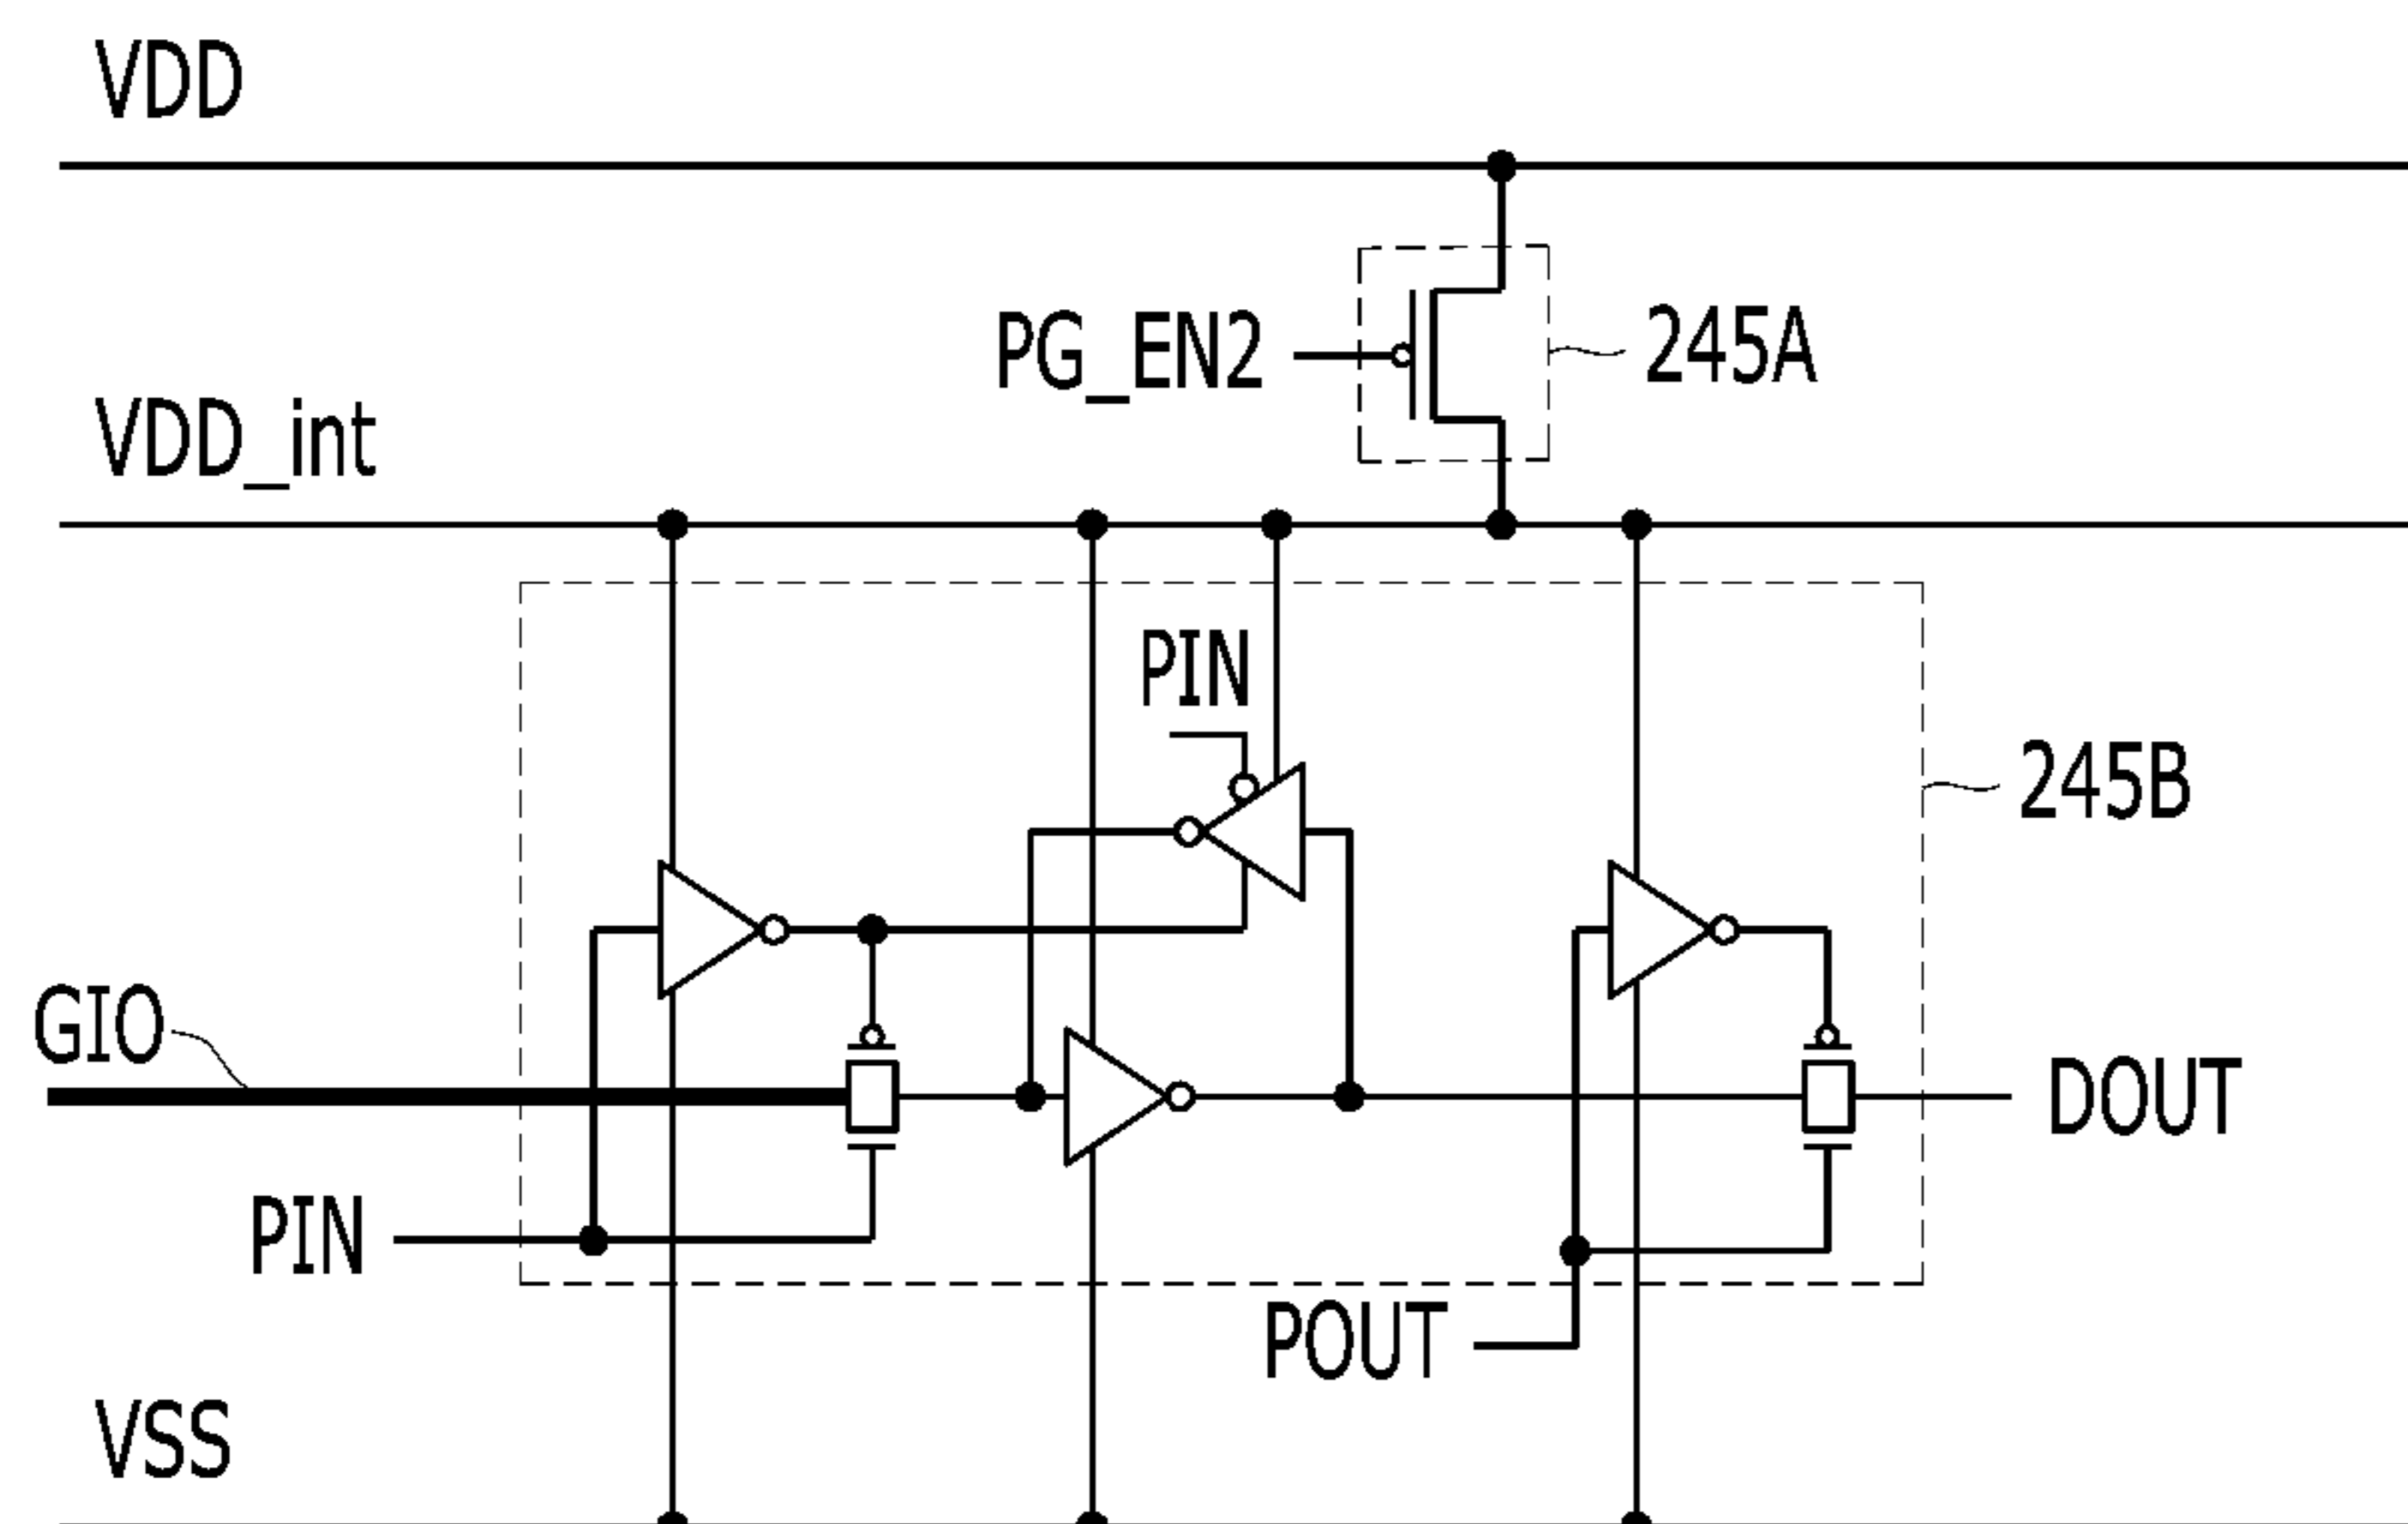 VDD
PG_EN2
245A
VDD_int
PIN
245B
GIO
DOUT
PIN
POUT
VSS